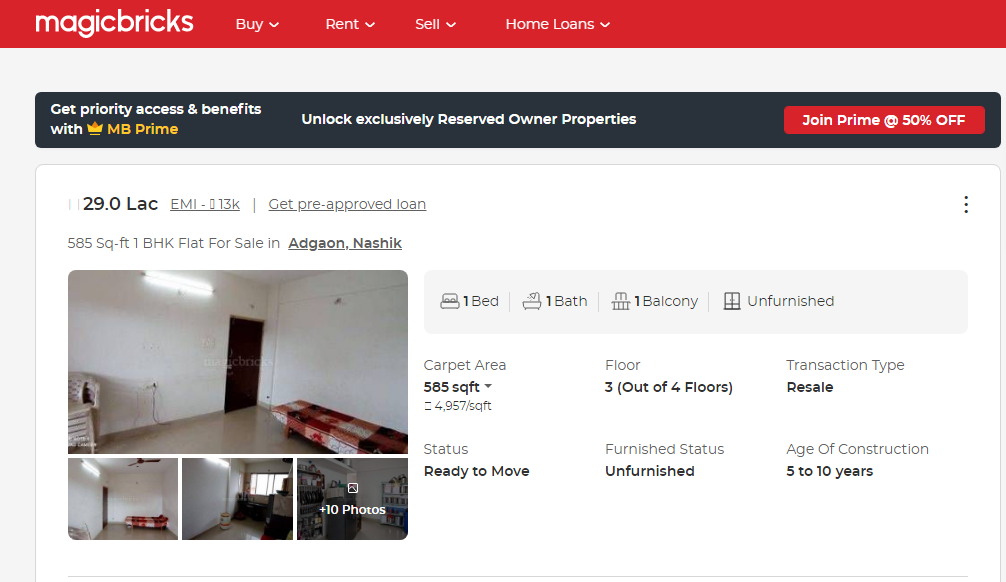 magicbricks
Buy Rent Sell Home Loans
Get priority access & benefits
with MB Prime
Unlock exclusively Reserved Owner Properties
Join Prime @ 50% OFF
29.0 Lac EMI - 13k | Get pre-approved loan
585 Sq-ft 1 BHK Flat For Sale in Adgaon, Nashik
magicbricks
1 Bed 1 Bath 1 Balcony Unfurnished
Carpet Area
585 sqft
4,957/sqft
Floor
3 (Out of 4 Floors)
Transaction Type
Resale
Status
Ready to Move
Furnished Status
Unfurnished
Age Of Construction
5 to 10 years
+10 Photos